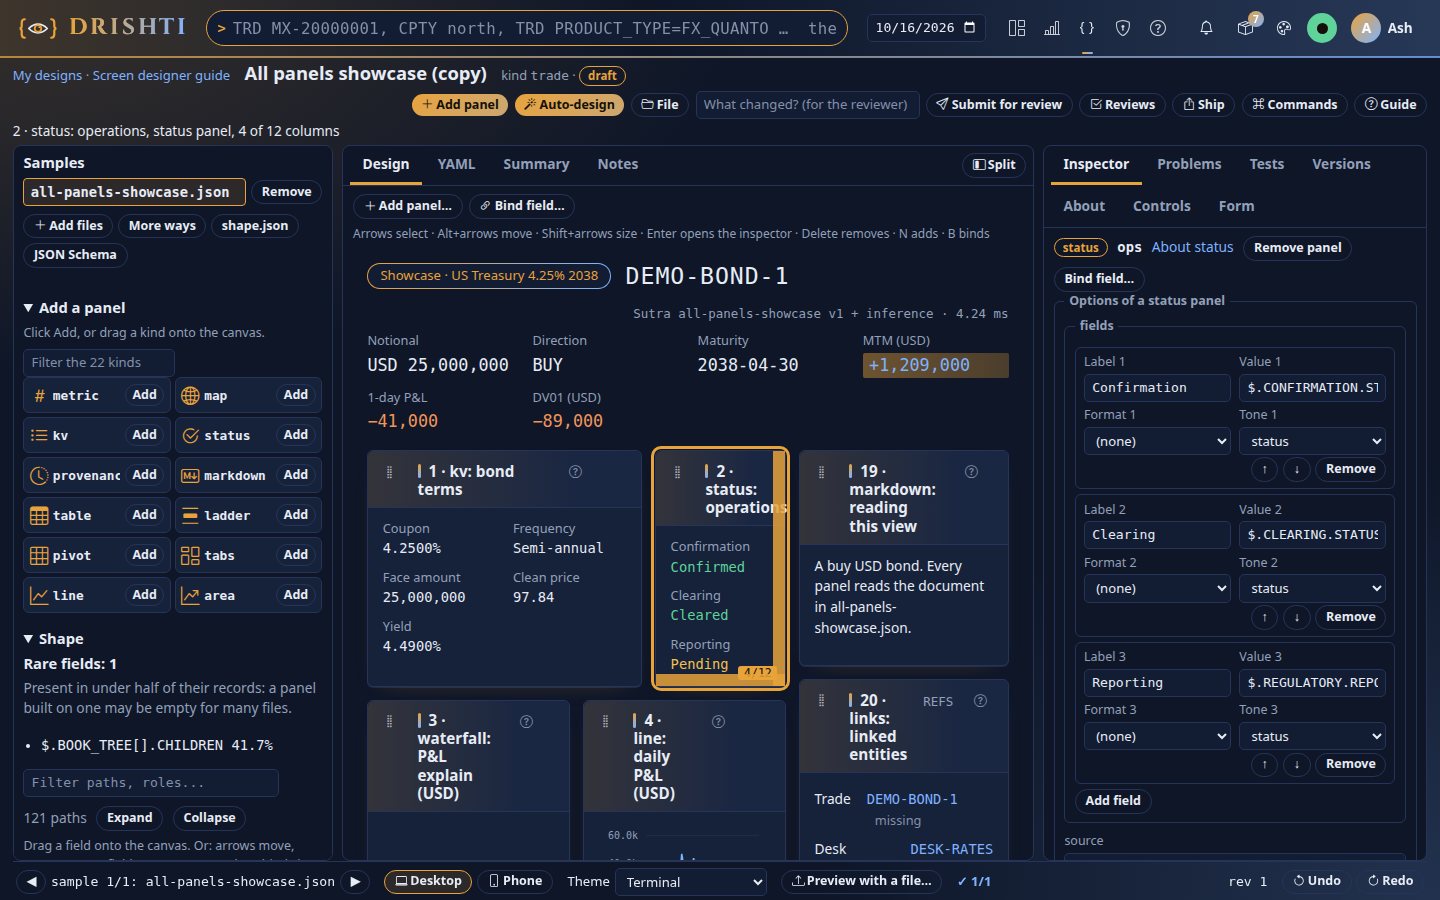 DRISHTI
> TRD MX-20000001, CPTY north, TRD PRODUCT_TYPE=FX_QUANTO … the
10/16/2026
7
A Ash
My designs · Screen designer guide All panels showcase (copy) kind trade · draft
Add panel Auto-design File What changed? (for the reviewer) Submit for review Reviews Ship Commands Guide
2 · status: operations, status panel, 4 of 12 columns
Samples
all-panels-showcase.json Remove
Add files More ways shape.json
JSON Schema
Add a panel
Click Add, or drag a kind onto the canvas.
Filter the 22 kinds
metric Add map Add
kv Add status Add
provenanc Add markdown Add
table Add ladder Add
pivot Add tabs Add
line Add area Add
Shape
Rare fields: 1
Present in under half of their records: a panel
built on one may be empty for many files.
• $.BOOK_TREE[].CHILDREN 41.7%
Filter paths, roles...
121 paths Expand Collapse
Drag a field onto the canvas. Or: arrows move,
Design YAML Summary Notes Split
Add panel... Bind field...
Arrows select · Alt+arrows move · Shift+arrows size · Enter opens the inspector · Delete removes · N adds · B binds
Showcase · US Treasury 4.25% 2038 DEMO-BOND-1
Sutra all-panels-showcase v1 + inference · 4.24 ms
Notional Direction Maturity MTM (USD)
USD 25,000,000 BUY 2038-04-30 +1,209,000
1-day P&L DV01 (USD)
−41,000 −89,000
1 · kv: bond
terms
Coupon Frequency
4.2500% Semi-annual
Face amount Clean price
25,000,000 97.84
Yield
4.4900%
2 ·
status:
operations
Confirmation
Confirmed
Clearing
Cleared
Reporting
Pending 4/12
19 ·
markdown:
reading
this view
A buy USD bond. Every
panel reads the document
in all-panels-
showcase.json.
3 ·
waterfall:
P&L
explain
(USD)
4 ·
line:
daily
P&L
(USD)
60.0k
20 · REFS
links:
linked
entities
Trade DEMO-BOND-1
missing
Desk DESK-RATES
Inspector Problems Tests Versions
About Controls Form
status ops About status Remove panel
Bind field...
Options of a status panel
fields
Label 1 Value 1
Confirmation $.CONFIRMATION.ST
Format 1 Tone 1
(none) status
↑ ↓ Remove
Label 2 Value 2
Clearing $.CLEARING.STATUS
Format 2 Tone 2
(none) status
↑ ↓ Remove
Label 3 Value 3
Reporting $.REGULATORY.REPO
Format 3 Tone 3
(none) status
↑ ↓ Remove
Add field
source
◀ sample 1/1: all-panels-showcase.json ▶ Desktop Phone Theme Terminal Preview with a file... ✓ 1/1 rev 1 Undo Redo